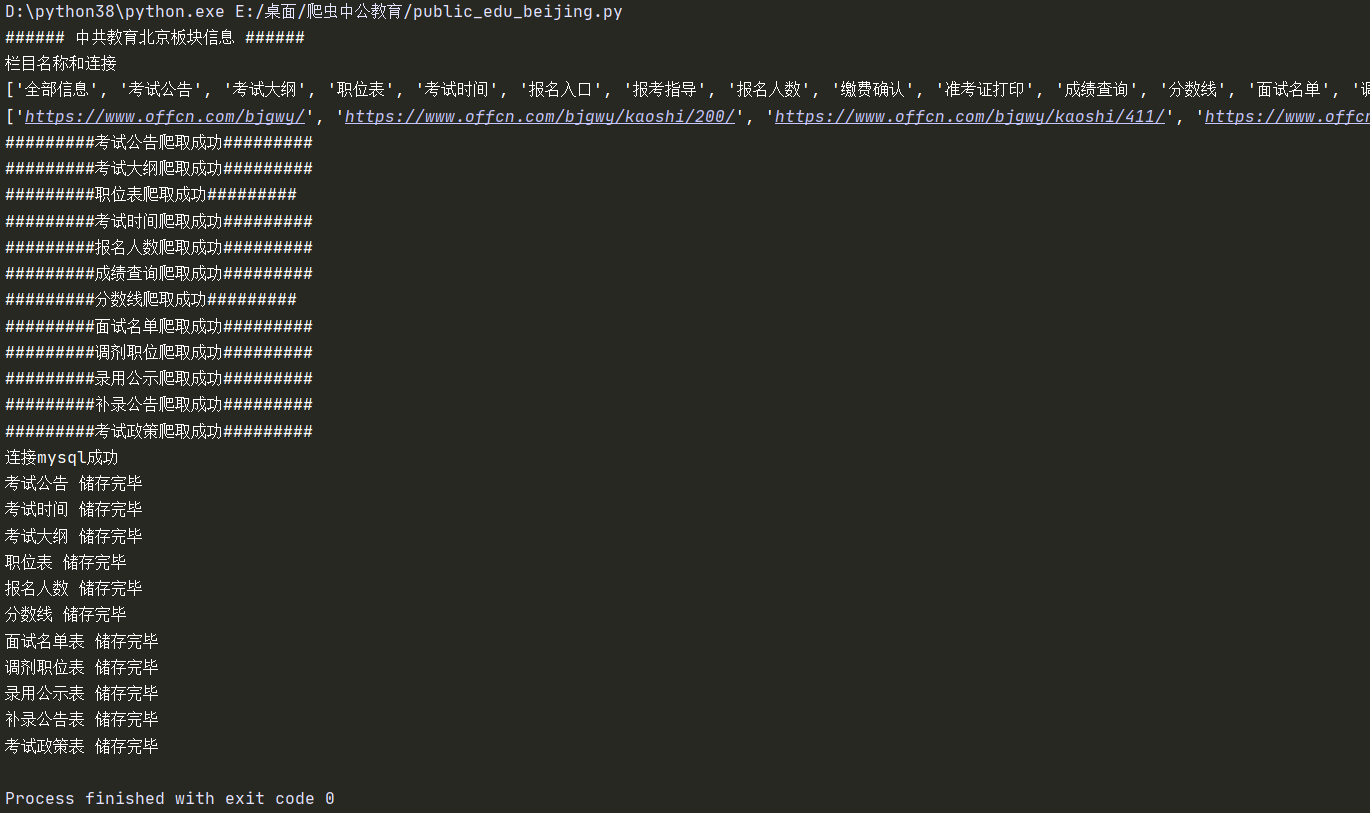 D:\python38\python.exe E:/桌面/爬虫中公教育/public_edu_beijing.py
###### 中共教育北京板块信息 ######
栏目名称和连接
['全部信息', '考试公告', '考试大纲', '职位表', '考试时间', '报名入口', '报考指导', '报名人数', '缴费确认', '准考证打印', '成绩查询', '分数线', '面试名单', '调
['https://www.offcn.com/bjgwy/', 'https://www.offcn.com/bjgwy/kaoshi/200/', 'https://www.offcn.com/bjgwy/kaoshi/411/', 'https://www.offcn
#########考试公告爬取成功#########
#########考试大纲爬取成功#########
#########职位表爬取成功#########
#########考试时间爬取成功#########
#########报名人数爬取成功#########
#########成绩查询爬取成功#########
#########分数线爬取成功#########
#########面试名单爬取成功#########
#########调剂职位爬取成功#########
#########录用公示爬取成功#########
#########补录公告爬取成功#########
#########考试政策爬取成功#########
连接mysql成功
考试公告 储存完毕
考试时间 储存完毕
考试大纲 储存完毕
职位表 储存完毕
报名人数 储存完毕
分数线 储存完毕
面试名单表 储存完毕
调剂职位表 储存完毕
录用公示表 储存完毕
补录公告表 储存完毕
考试政策表 储存完毕
Process finished with exit code 0